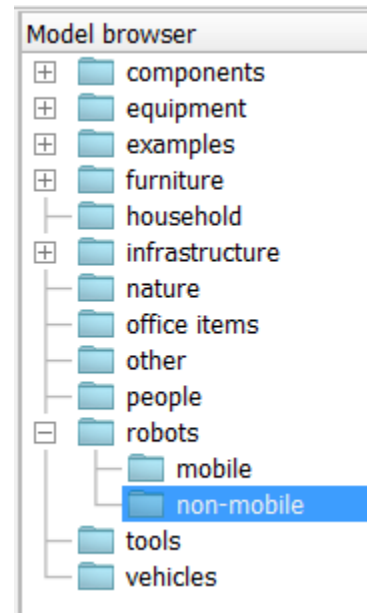 Model browser
components
equipment
examples
furniture
household
infrastructure
nature
office items
other
people
robots
mobile
non-mobile
tools
vehicles